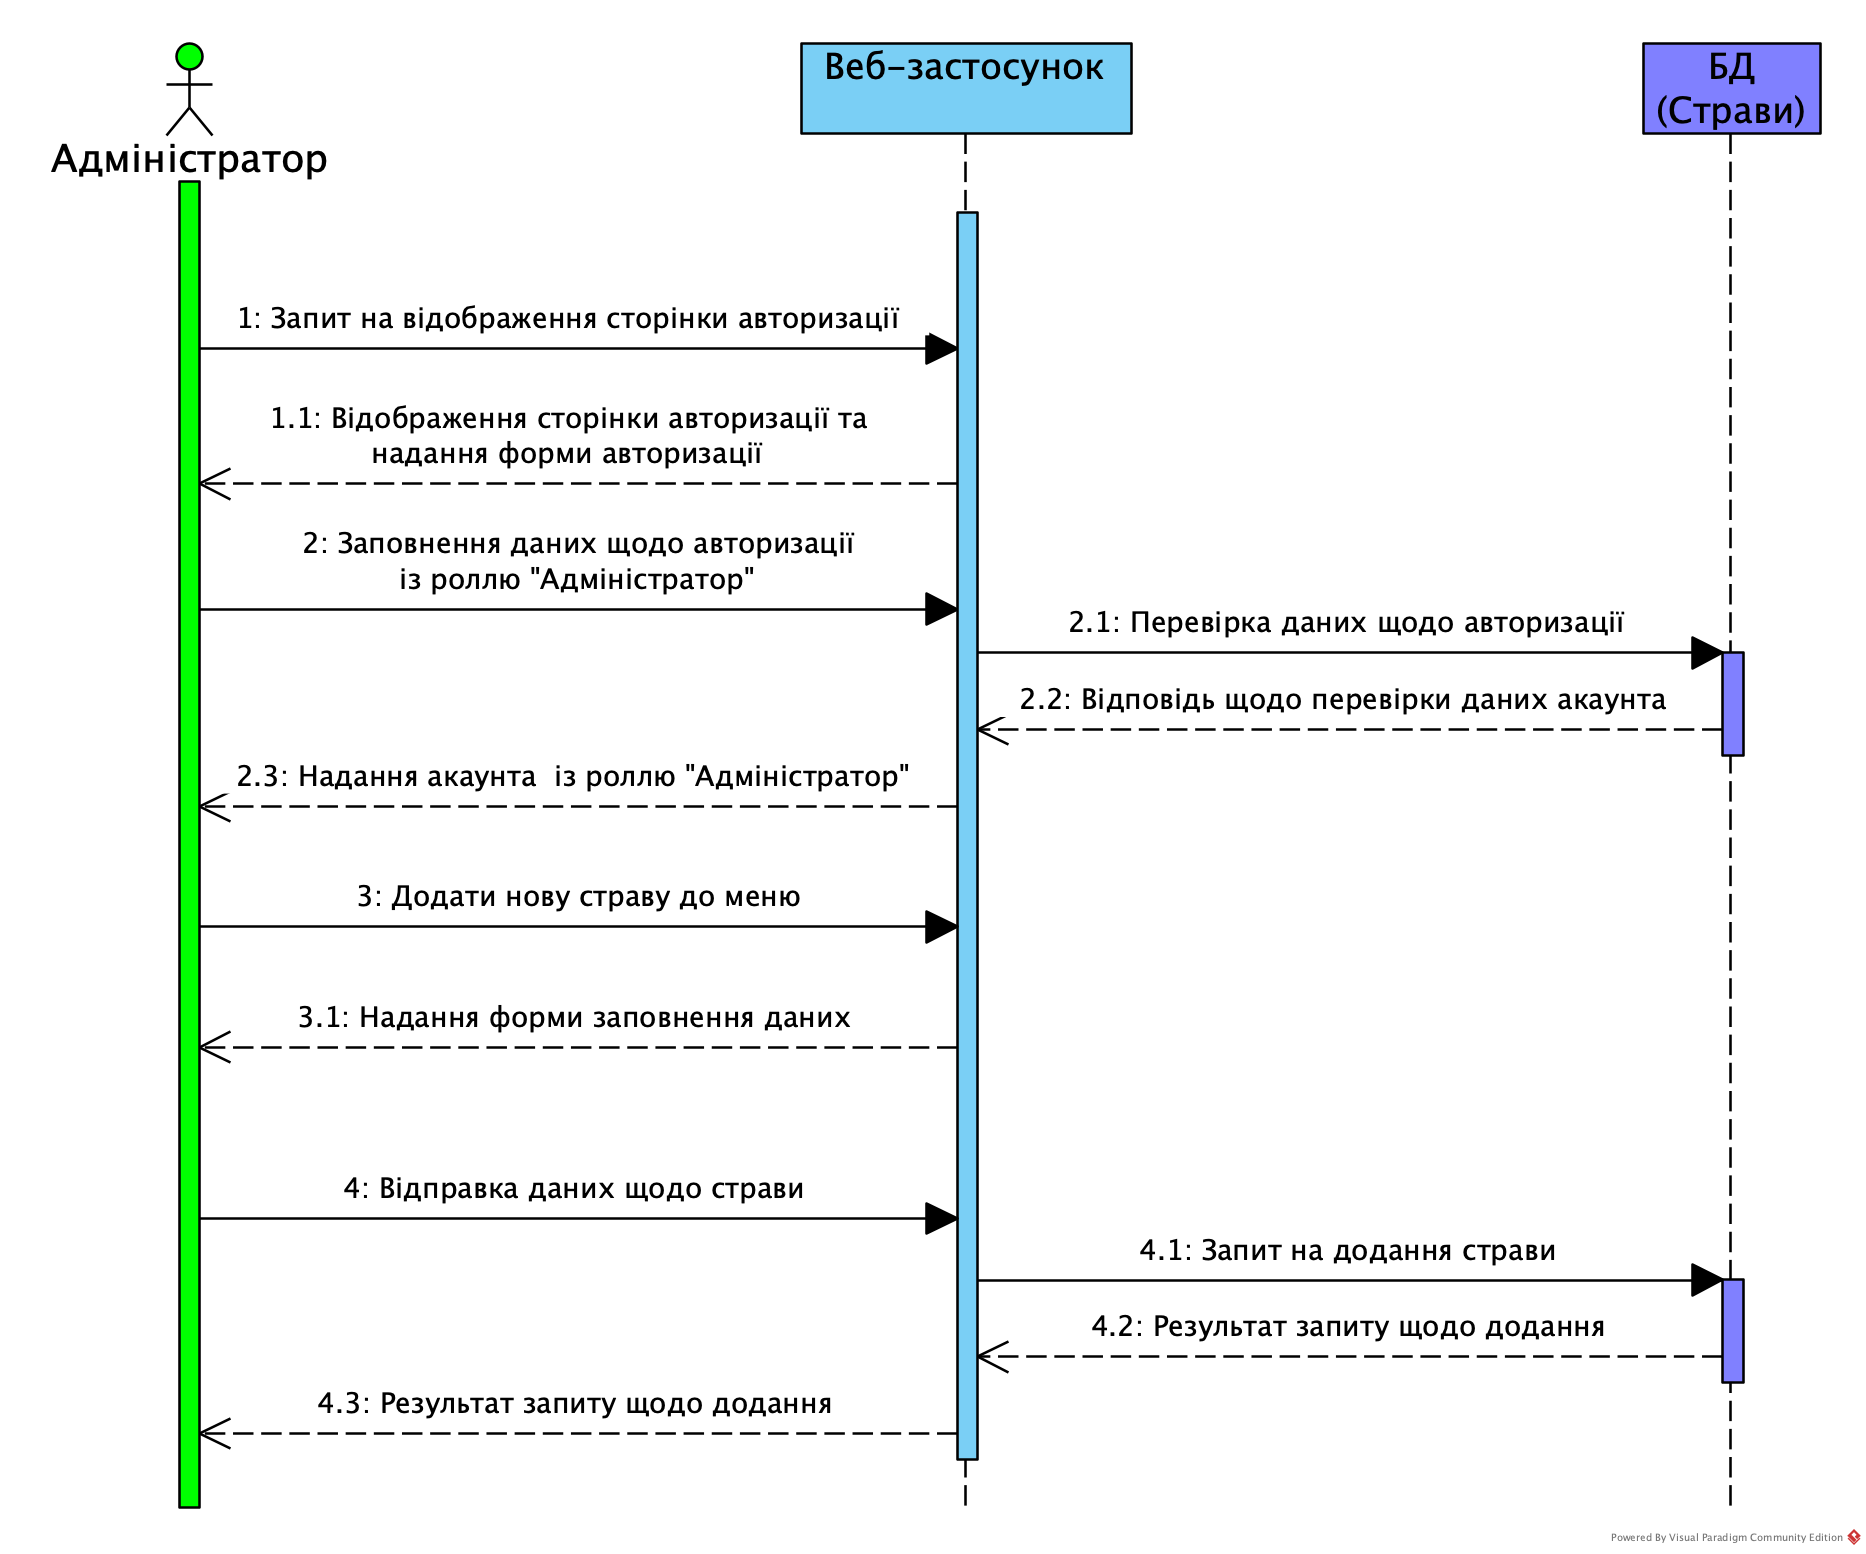 Адміністратор
Веб-застосунок
БД
(Страви)
1: Запит на відображення сторінки авторизації
1.1: Відображення сторінки авторизації та
надання форми авторизації
2: Заповнення даних щодо авторизації
із роллю "Адміністратор"
2.1: Перевірка даних щодо авторизації
2.2: Відповідь щодо перевірки даних акаунта
2.3: Надання акаунта  із роллю "Адміністратор"
3: Додати нову страву до меню
3.1: Надання форми заповнення даних
4: Відправка даних щодо страви
4.1: Запит на додання страви
4.2: Результат запиту щодо додання
4.3: Результат запиту щодо додання
Powered By Visual Paradigm Community Edition